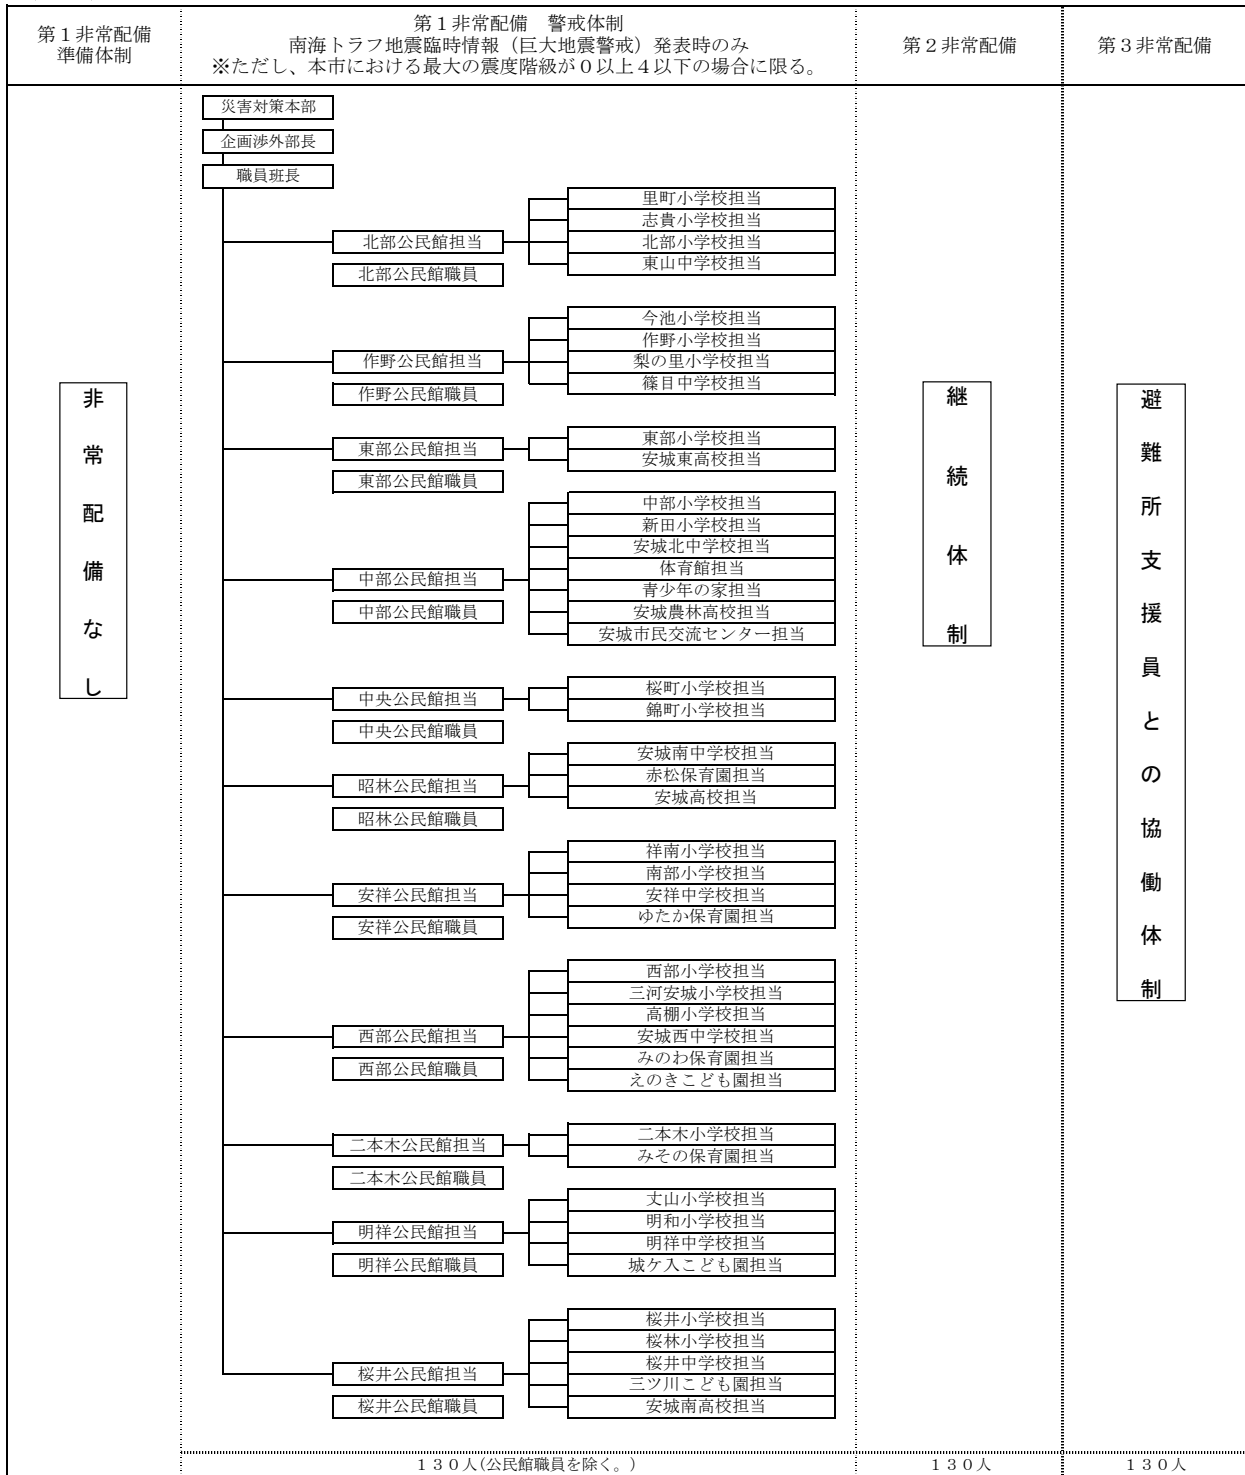 第１非常配備
準備体制
第１非常配備　警戒体制
南海トラフ地震臨時情報（巨大地震警戒）発表時のみ
※ただし、本市における最大の震度階級が０以上４以下の場合に限る。
第２非常配備
第３非常配備
非常配備なし
災害対策本部
企画渉外部長
職員班長
北部公民館担当
北部公民館職員
里町小学校担当
志貴小学校担当
北部小学校担当
東山中学校担当
作野公民館担当
作野公民館職員
今池小学校担当
作野小学校担当
梨の里小学校担当
篠目中学校担当
東部公民館担当
東部公民館職員
東部小学校担当
安城東高校担当
中部公民館担当
中部公民館職員
中部小学校担当
新田小学校担当
安城北中学校担当
体育館担当
青少年の家担当
安城農林高校担当
安城市民交流センター担当
中央公民館担当
中央公民館職員
桜町小学校担当
錦町小学校担当
昭林公民館担当
昭林公民館職員
安城南中学校担当
赤松保育園担当
安城高校担当
安祥公民館担当
安祥公民館職員
祥南小学校担当
南部小学校担当
安祥中学校担当
ゆたか保育園担当
西部公民館担当
西部公民館職員
西部小学校担当
三河安城小学校担当
高棚小学校担当
安城西中学校担当
みのわ保育園担当
えのきこども園担当
二本木公民館担当
二本木公民館職員
二本木小学校担当
みその保育園担当
明祥公民館担当
明祥公民館職員
丈山小学校担当
明和小学校担当
明祥中学校担当
城ケ入こども園担当
桜井公民館担当
桜井公民館職員
桜井小学校担当
桜林小学校担当
桜井中学校担当
三ツ川こども園担当
安城南高校担当
継続体制
避難所支援員との協働体制
１３０人(公民館職員を除く。)
１３０人
１３０人